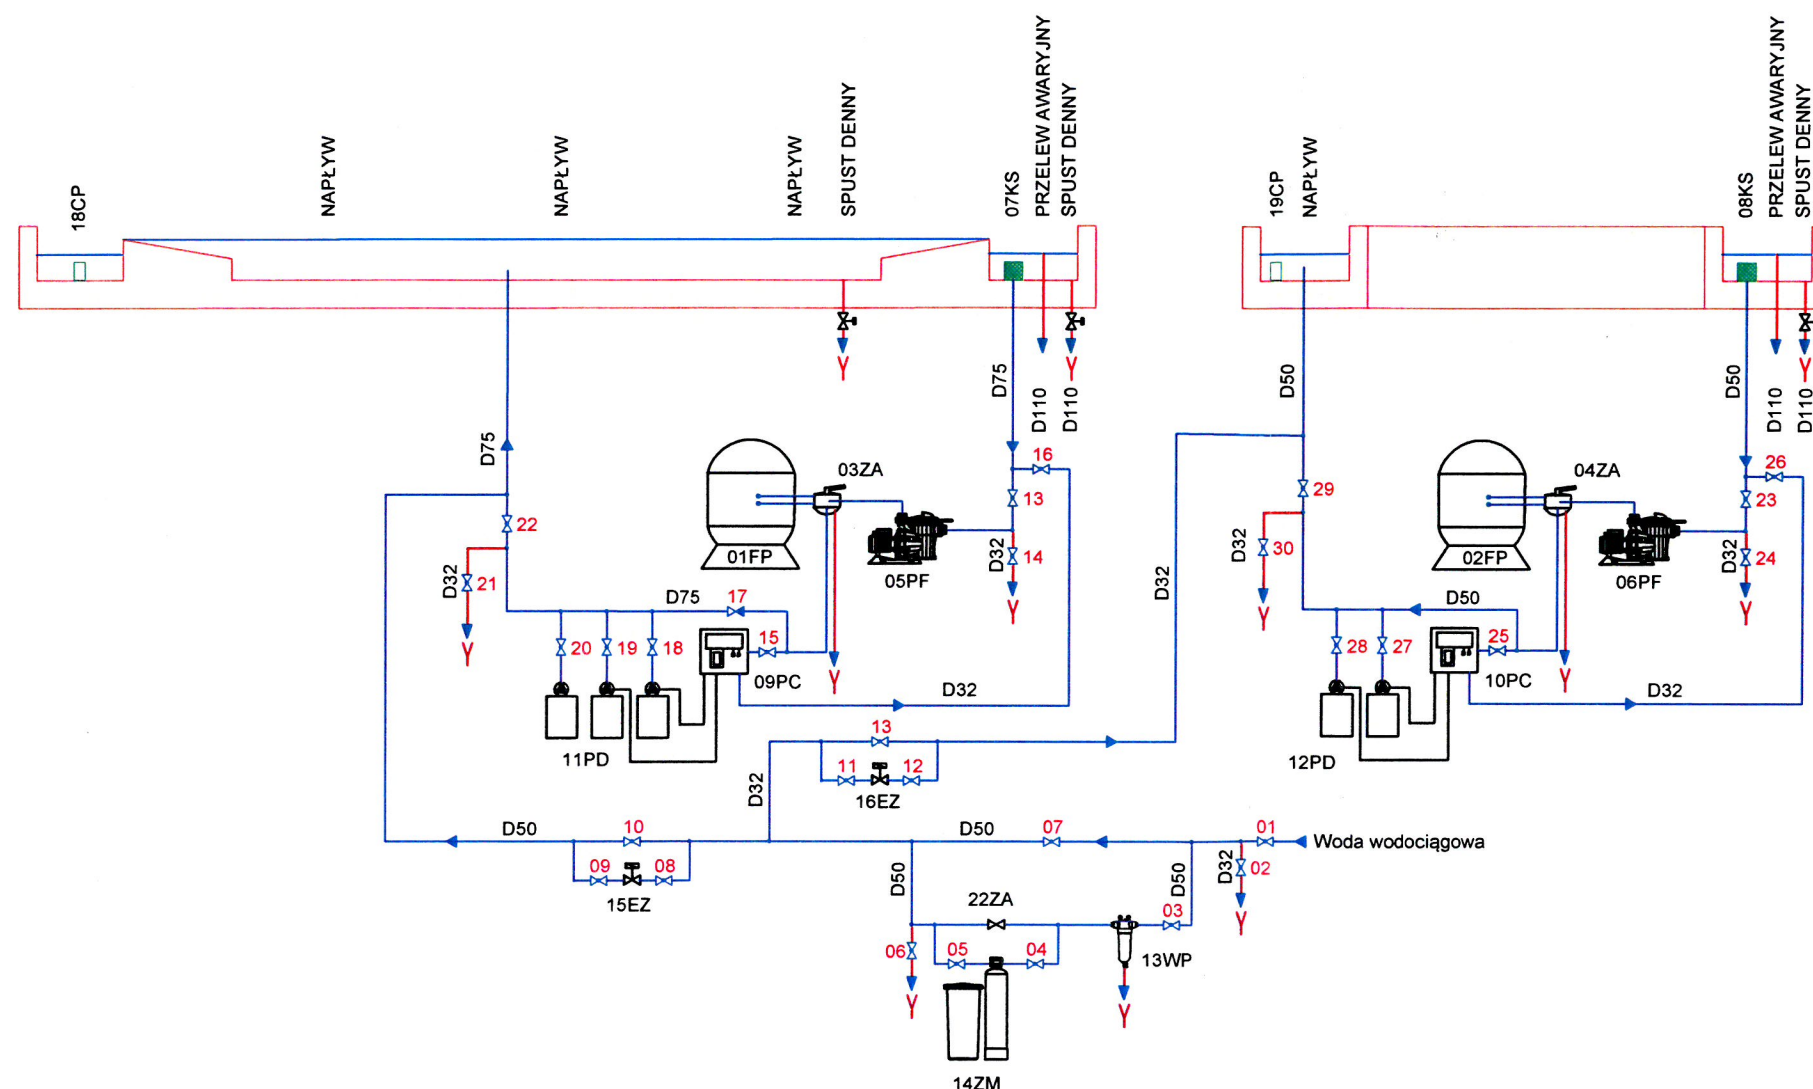 18CP
NAPŁYW
NAPŁYW
NAPŁYW
SPUST DENNY
07KS
PRZELEW AWARYJNY
SPUST DENNY
19CP
NAPŁYW
08KS
PRZELEW AWARYJNY
SPUST DENNY
D75
D75
D110
D110
D50
D50
D110
D110
16
13
03ZA
01FP
05PF
D32
14
22
D32
21
D75
17
20
19
18
15
09PC
11PD
D32
29
D32
30
D32
04ZA
02FP
06PF
26
23
D32
24
D50
28
27
25
10PC
12PD
D32
13
11
12
16EZ
D32
D50
10
09
08
15EZ
D50
07
01
Woda wodociągowa
D32
02
D50
D50
22ZA
03
06
05
04
13WP
14ZM